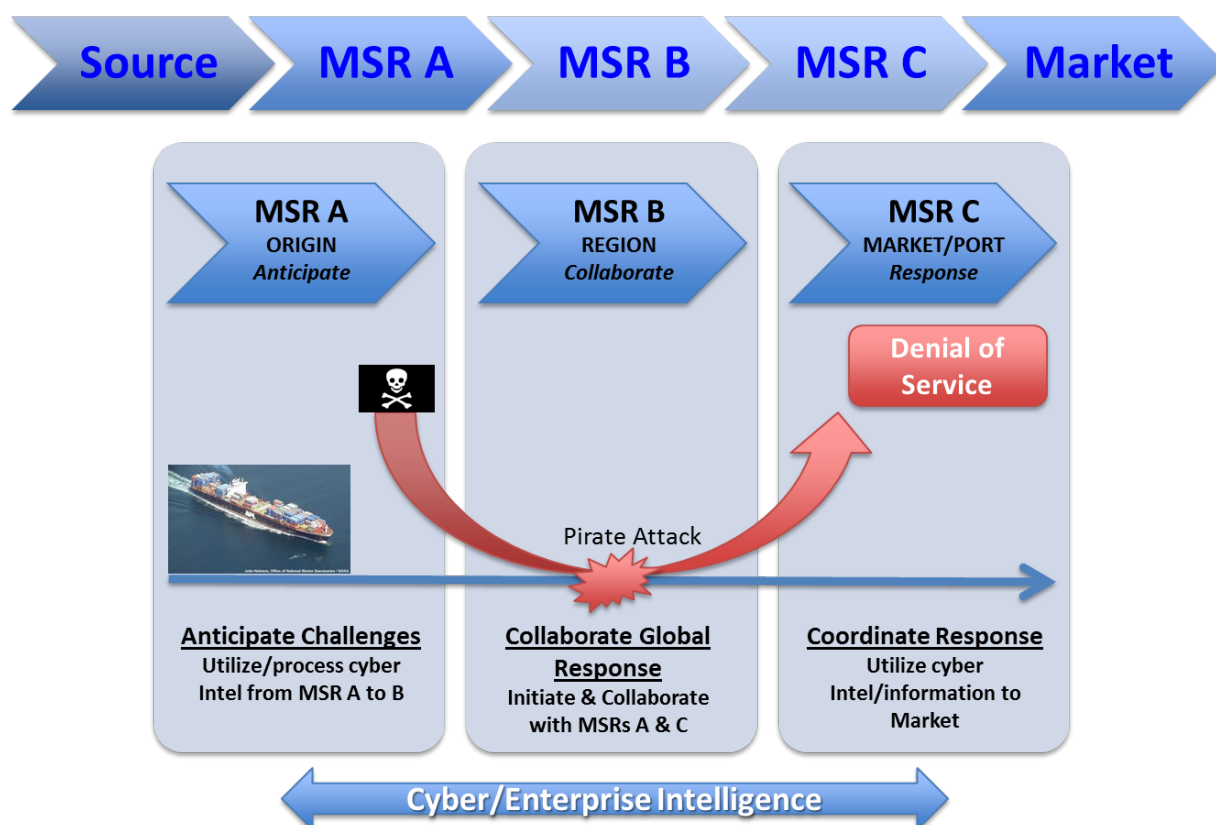 Source
MSR A
MSR B
MSR C
Market
MSR A
ORIGIN
Anticipate
MSR B
REGION
Collaborate
MSR C
MARKET/PORT
Response
Denial of
Service
APL
Pirate Attack
Anticipate Challenges
Utilize/process cyber
Intel from MSR A to B
Collaborate Global
Response
Initiate & Collaborate
with MSRs A & C
Coordinate Response
Utilize cyber
Intel/information to
Market
Cyber/Enterprise Intelligence